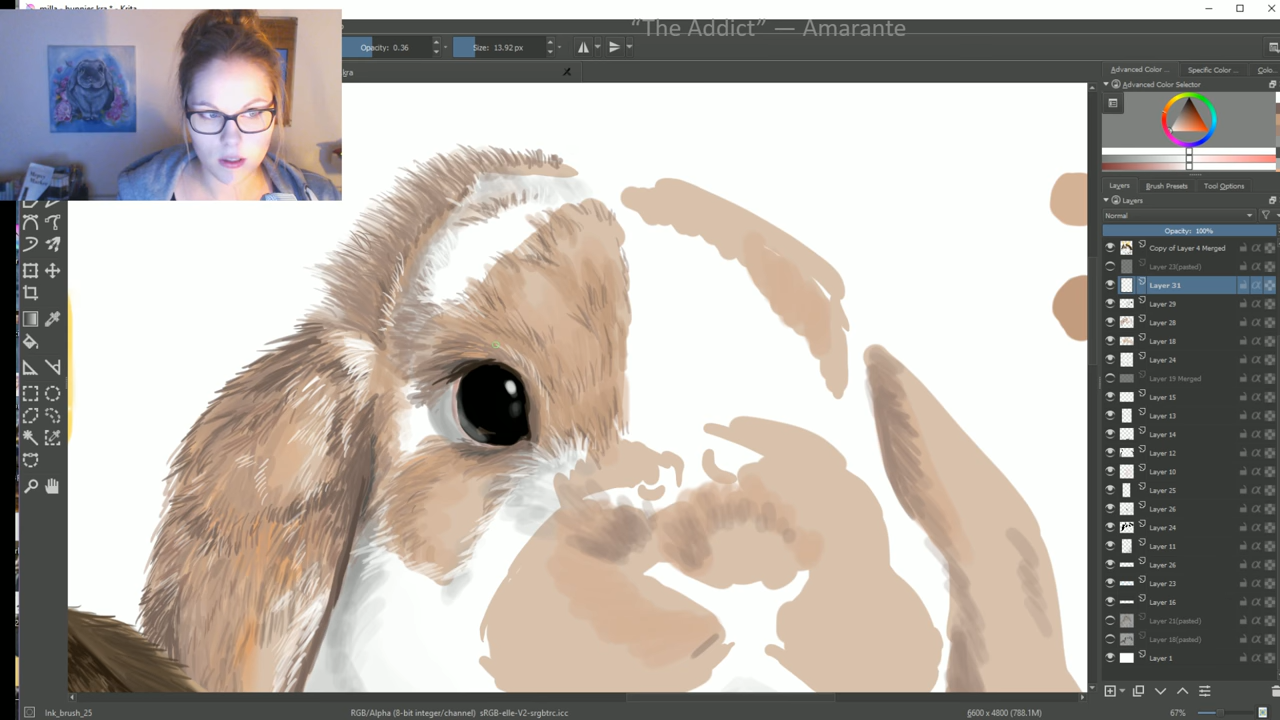 milla - bunnies.kra * - Krita
“The Addict” — Amarante
Opacity: 0.36
Size: 13.92 px
kra
Advanced Color ...
Specific Color ...
Colo...
Advanced Color Selector
Layers
Brush Presets
Tool Options
Layers
Normal
Opacity: 100%
Copy of Layer 4 Merged
Layer 23(pasted)
Layer 31
Layer 29
Layer 28
Layer 18
Layer 24
Layer 19 Merged
Layer 15
Layer 13
Layer 14
Layer 12
Layer 10
Layer 25
Layer 26
Layer 24
Layer 11
Layer 26
Layer 23
Layer 16
Layer 21(pasted)
Layer 18(pasted)
Layer 1
Ink_brush_25
RGB/Alpha (8-bit integer/channel) sRGB-elle-V2-srgbtrc.icc
6600 x 4800 (788.1M)
67%